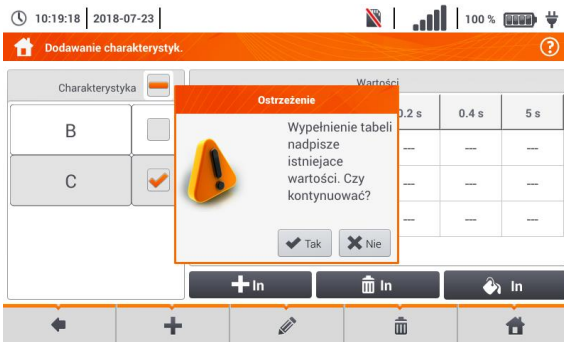 10:19:18 2018-07-23 100 %
Dodawanie charakterystyk. ?
Charakterystyka
Wartości
0.2 s 0.4 s 5 s
B --- --- ---
C --- --- ---
--- --- ---
Ostrzeżenie
Wypełnienie tabeli
nadpisze
istniejace
wartości. Czy
kontynuować?
Tak Nie
In In In